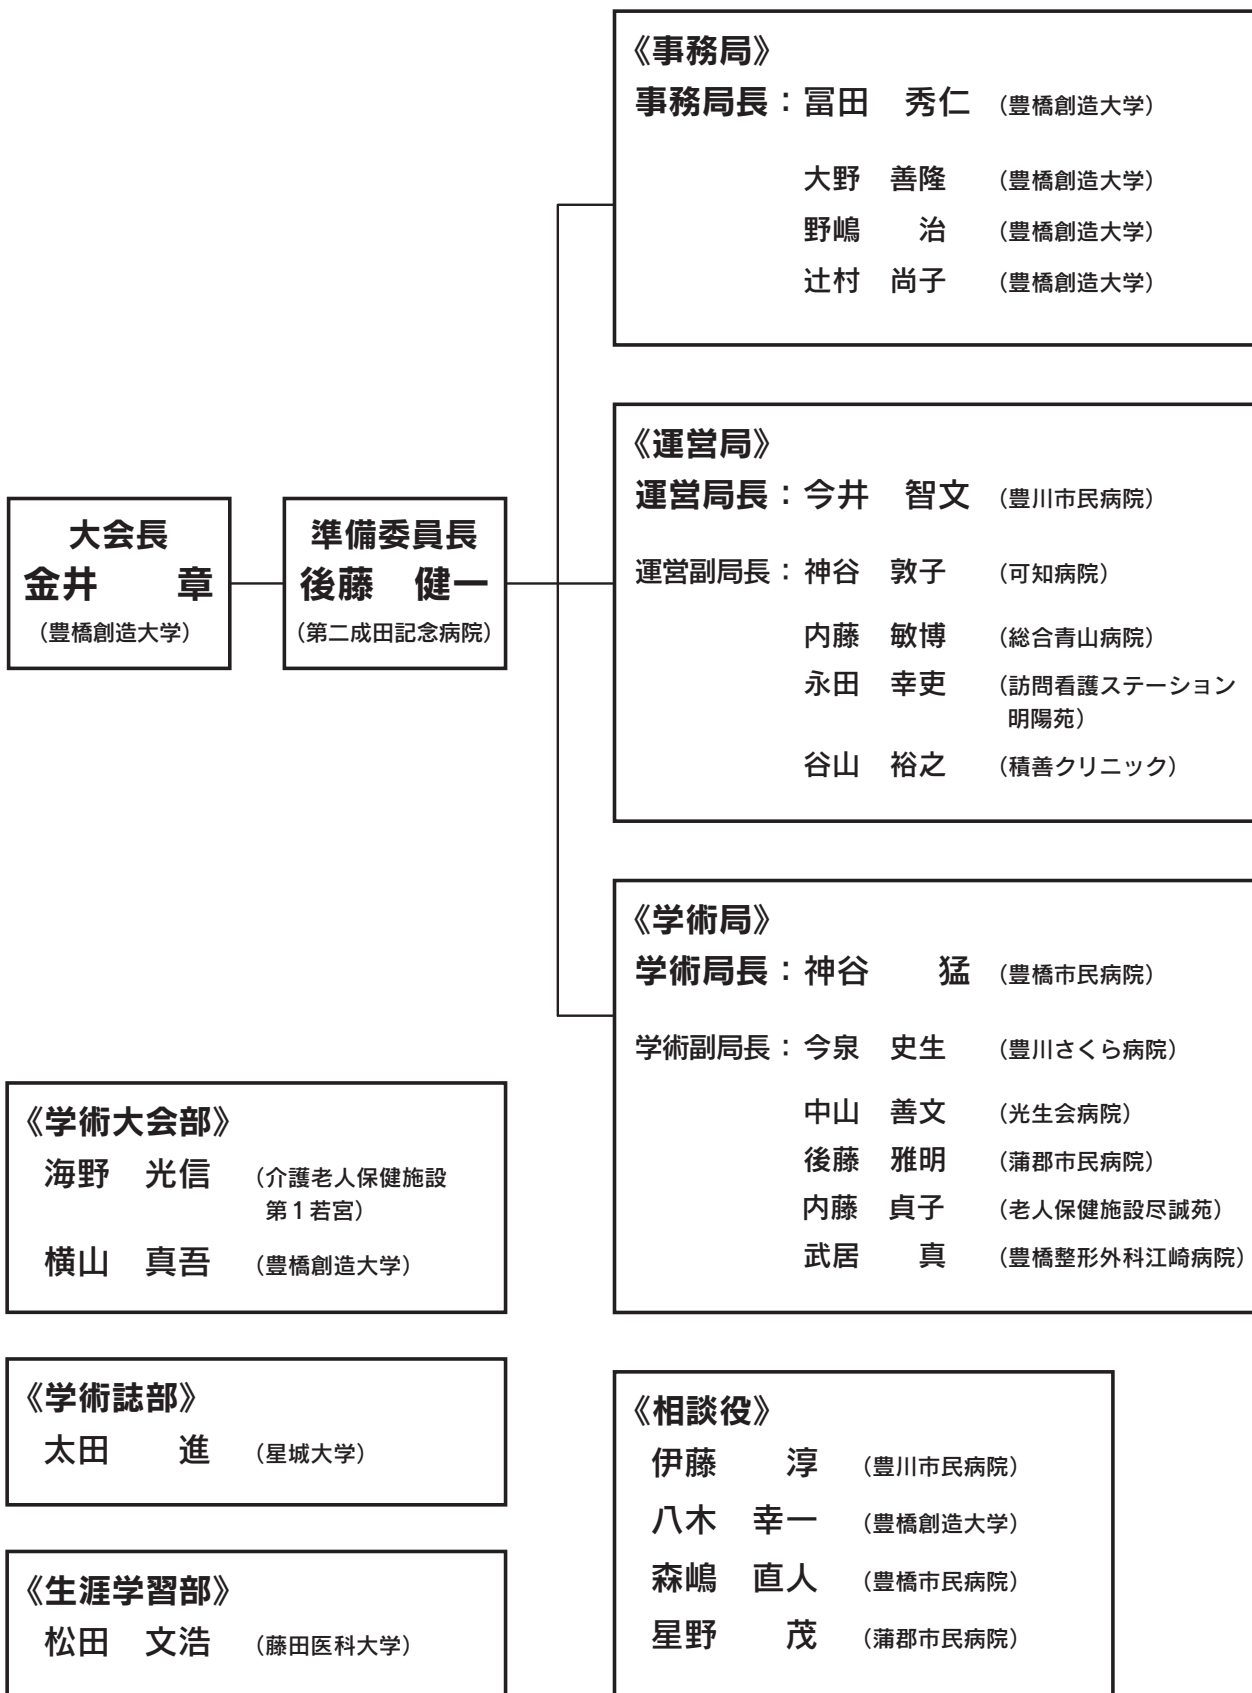 大会長
金井　章
（豊橋創造大学）
準備委員長
後藤　健一
（第二成田記念病院）
《事務局》
事務局長：冨田　秀仁（豊橋創造大学）
大野　善隆（豊橋創造大学）
野嶋　治（豊橋創造大学）
辻村　尚子（豊橋創造大学）
《運営局》
運営局長：今井　智文（豊川市民病院）
運営副局長：神谷　敦子（可知病院）
内藤　敏博（総合青山病院）
永田　幸吏（訪問看護ステーション
明陽苑）
谷山　裕之（積善クリニック）
《学術局》
学術局長：神谷　猛（豊橋市民病院）
学術副局長：今泉　史生（豊川さくら病院）
中山　善文（光生会病院）
後藤　雅明（蒲郡市民病院）
内藤　貞子（老人保健施設尽誠苑）
武居　真（豊橋整形外科江崎病院）
《学術大会部》
海野　光信（介護老人保健施設
第１若宮）
横山　真吾（豊橋創造大学）
《学術誌部》
太田　進（星城大学）
《生涯学習部》
松田　文浩（藤田医科大学）
《相談役》
伊藤　淳（豊川市民病院）
八木　幸一（豊橋創造大学）
森嶋　直人（豊橋市民病院）
星野　茂（蒲郡市民病院）